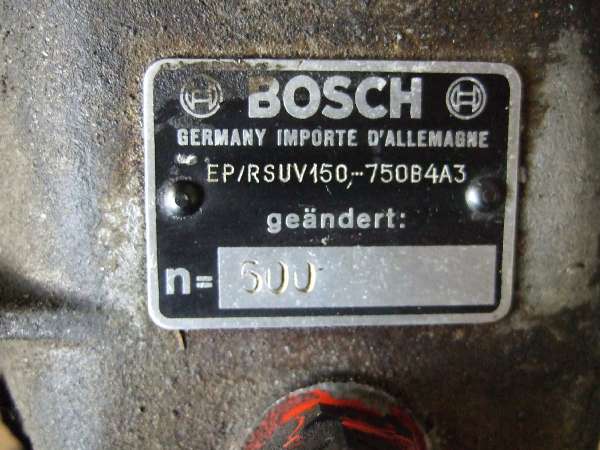 BOSCH
GERMANY IMPORTE D'ALLEMAGNE
EP/RSUV150-750B4A3
geändert:
n= 600